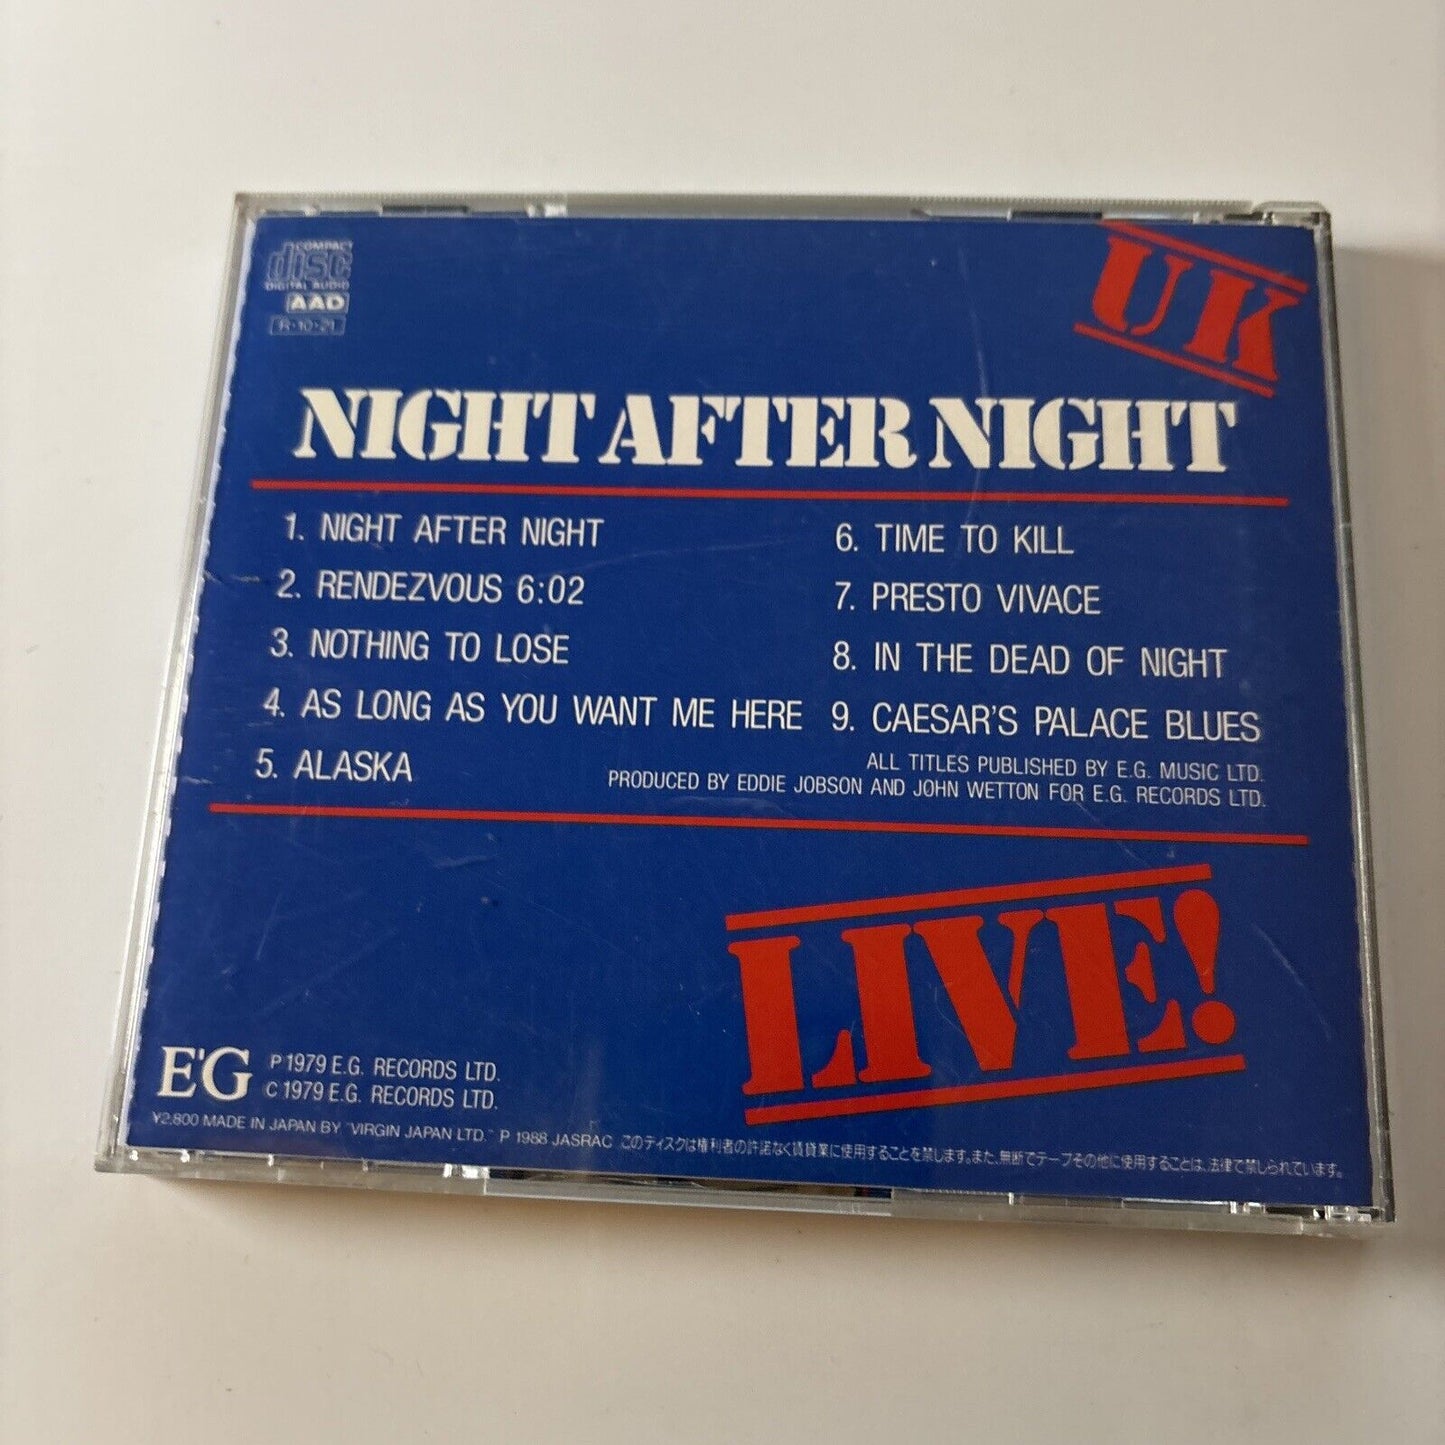 COMPACT
disc
DIGITAL AUDIO
AAD
UK
NIGHT AFTER NIGHT
1. NIGHT AFTER NIGHT
2. RENDEZVOUS 6:02
3. NOTHING TO LOSE
4. AS LONG AS YOU WANT ME HERE
5. ALASKA
6. TIME TO KILL
7. PRESTO VIVACE
8. IN THE DEAD OF NIGHT
9. CAESAR'S PALACE BLUES
ALL TITLES PUBLISHED BY E.G. MUSIC LTD.
PRODUCED BY EDDIE JOBSON AND JOHN WETTON FOR E.G. RECORDS LTD.
LIVE!
E'G
P 1979 E.G. RECORDS LTD.
C 1979 E.G. RECORDS LTD.
¥2,800 MADE IN JAPAN BY "VIRGIN JAPAN LTD." P 1988 JASRAC このディスクは権利者の許諾なく賃貸業に使用することを禁じます。また、無断でテープその他に使用することは、法律で禁じられています。